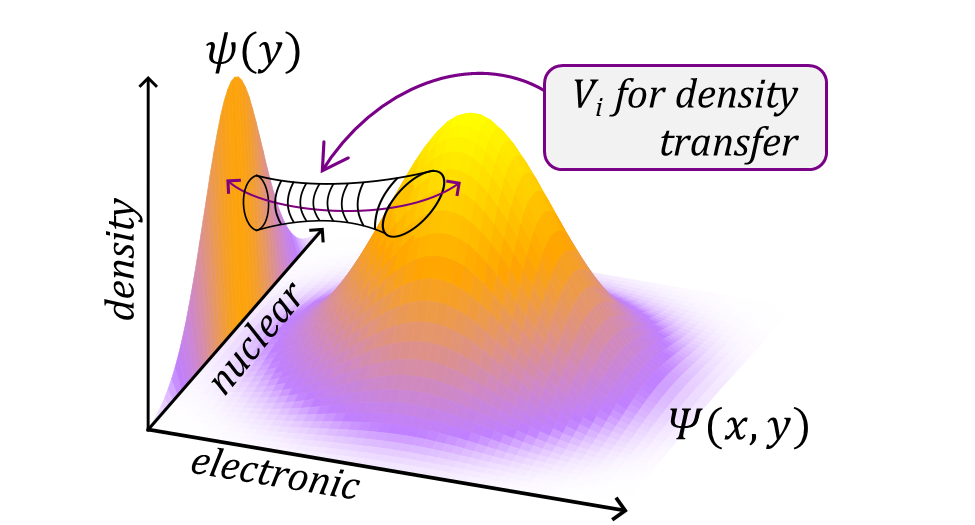 ψ(y)
V_i for density
transfer
density
nuclear
Ψ(x, y)
electronic